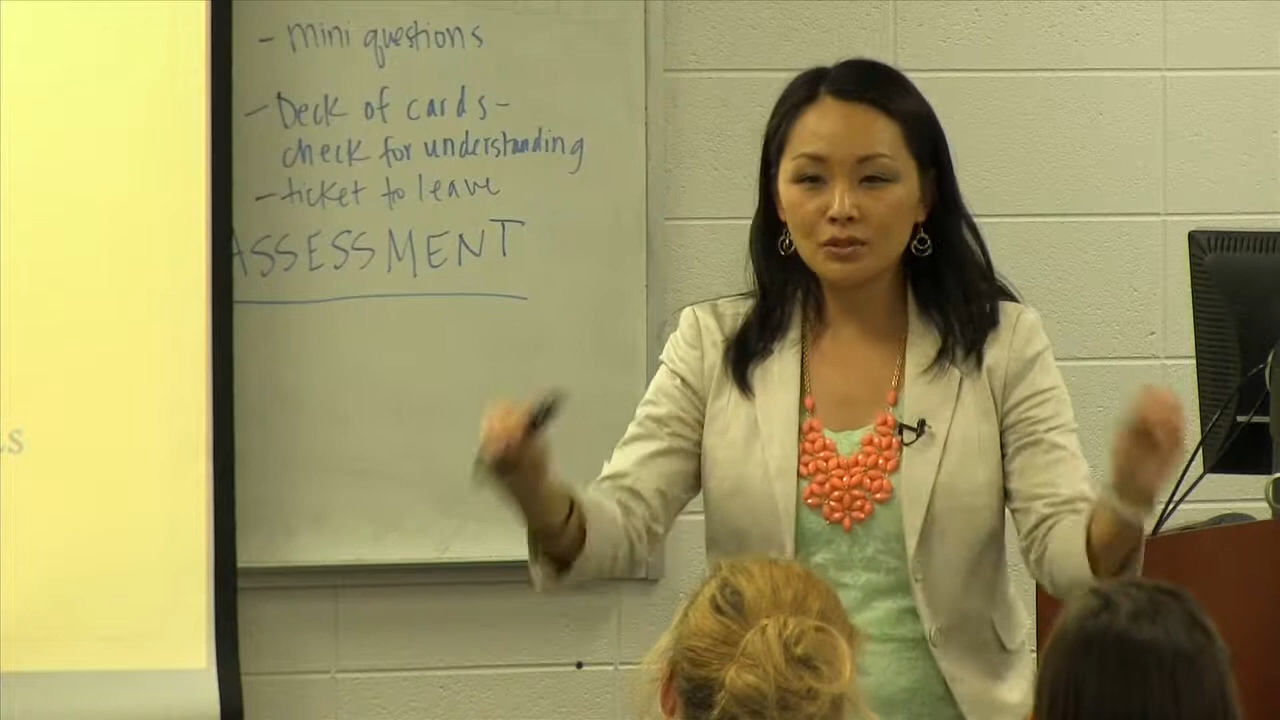 - mini questions
- Deck of cards-
check for understanding
- ticket to leave
ASSESSMENT